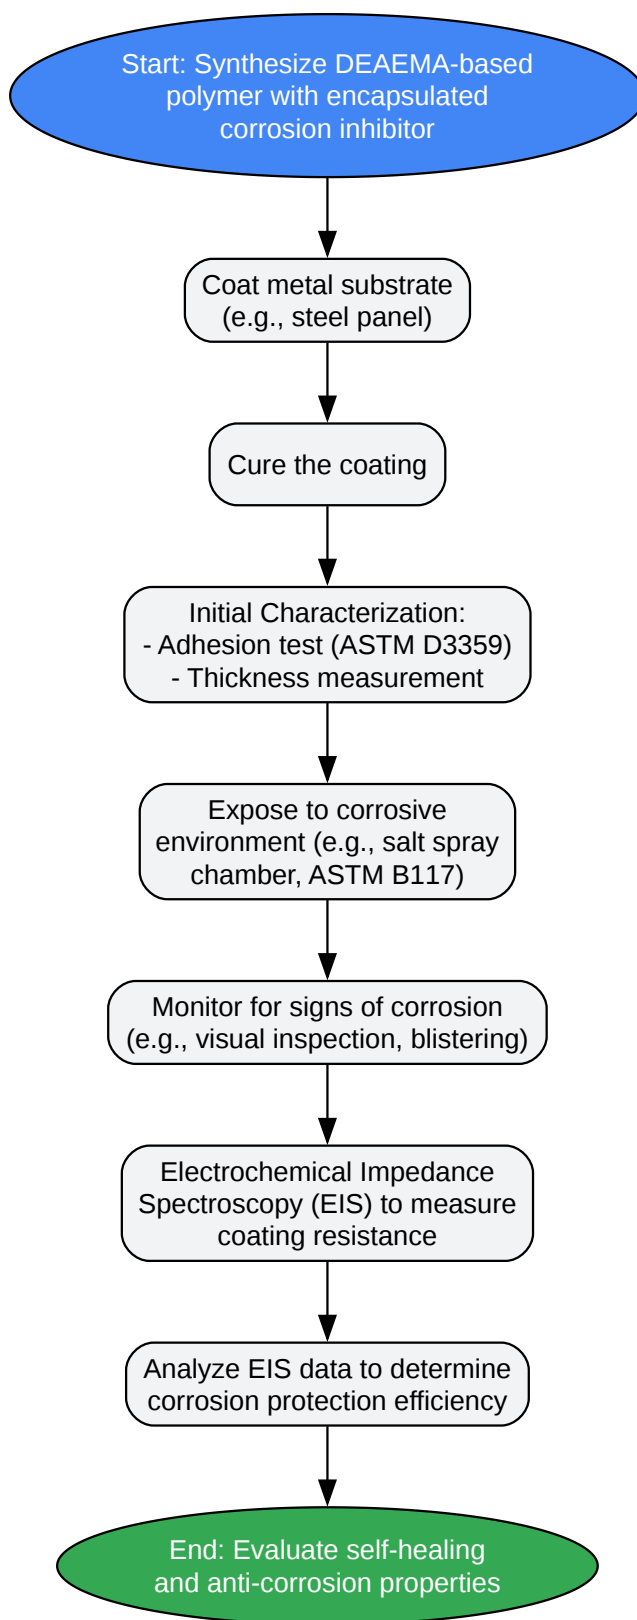 Start: Synthesize DEAEMA-based
polymer with encapsulated
corrosion inhibitor
Coat metal substrate
(e.g., steel panel)
Cure the coating
Initial Characterization:
- Adhesion test (ASTM D3359)
- Thickness measurement
Expose to corrosive
environment (e.g., salt spray
chamber, ASTM B117)
Monitor for signs of corrosion
(e.g., visual inspection, blistering)
Electrochemical Impedance
Spectroscopy (EIS) to measure
coating resistance
Analyze EIS data to determine
corrosion protection efficiency
End: Evaluate self-healing
and anti-corrosion properties